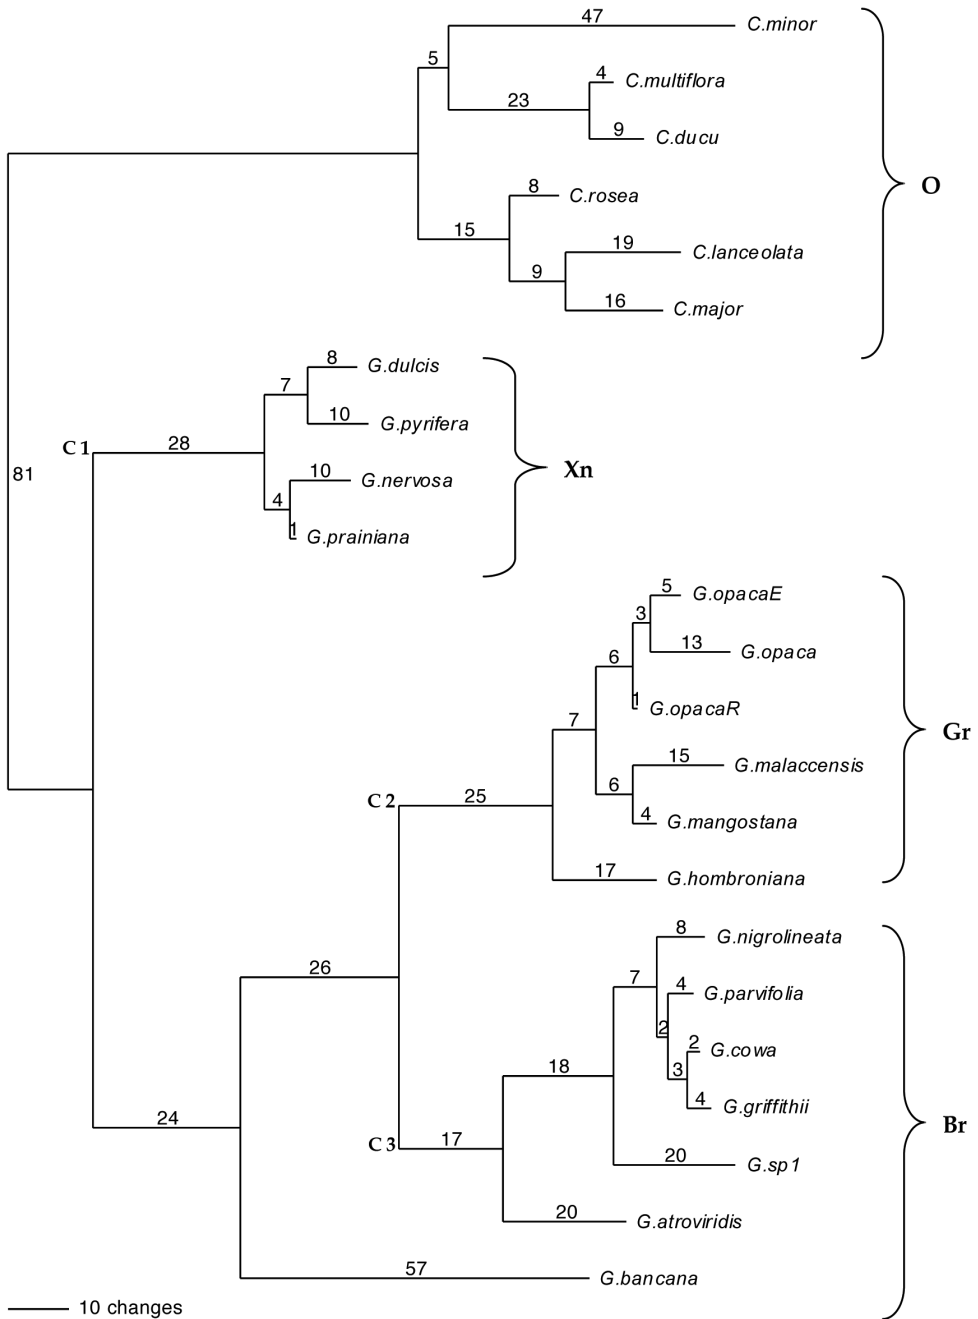 47
C.minor
5
4
C.multiflora
23
9
C.ducu
O
8
C.rosea
15
19
C.lanceolata
9
16
C.major
8
G.dulcis
7
10
G.pyrifera
C 1
28
81
10
G.nervosa
Xn
4
1
G.prainiana
5
G.opacaE
3
13
G.opaca
6
1
G.opacaR
7
Gr
15
G.malaccensis
6
C 2
25
4
G.mangostana
17
G.hombroniana
8
G.nigrolineata
26
7
4
G.parvifolia
2
2
G.cowa
18
3
4
G.griffithii
24
Br
C 3
17
20
G.sp1
20
G.atroviridis
57
G.bancana
10 changes